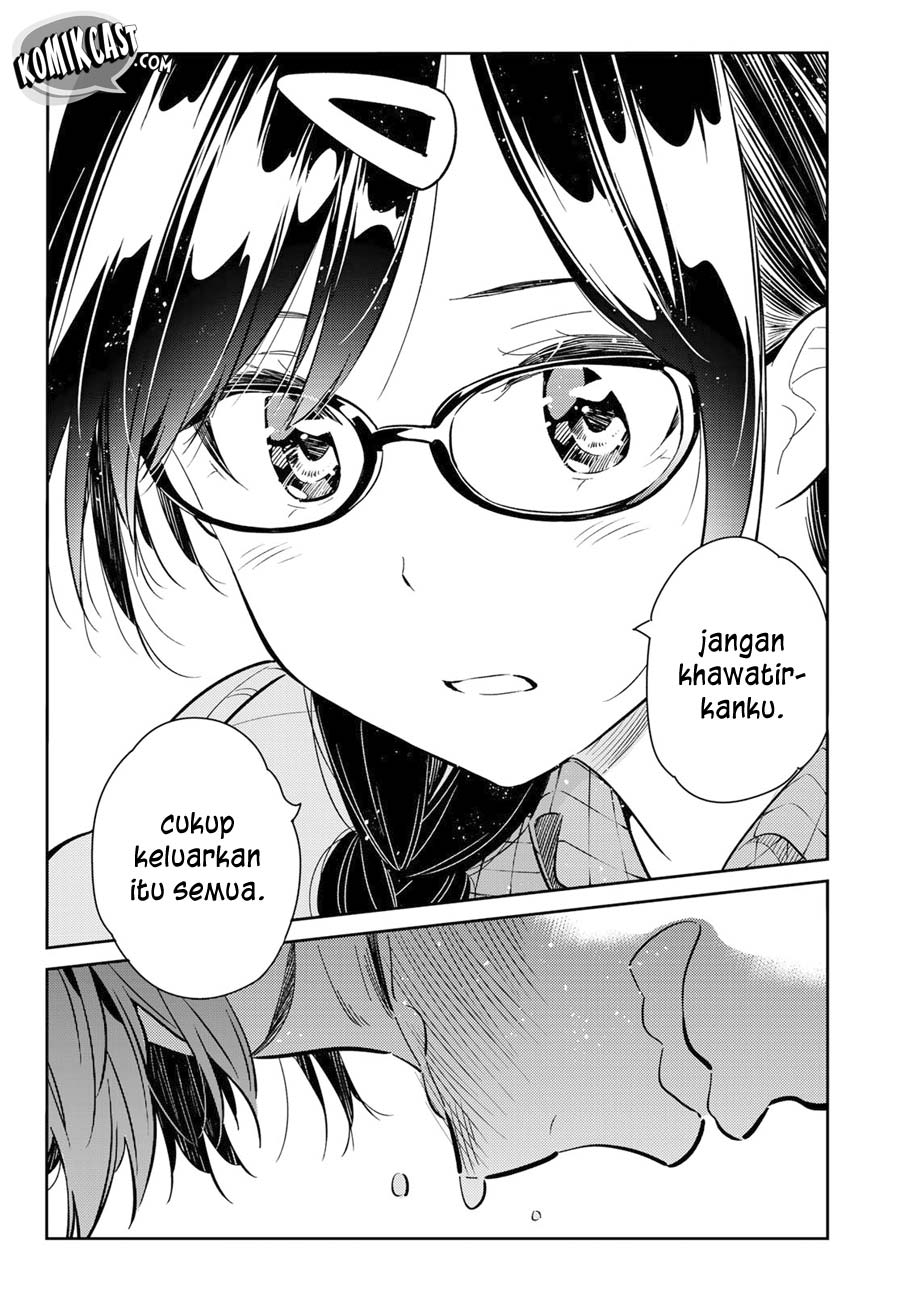 KOMIKCAST
.COM
jangan
khawatir-
kanku.
cukup
keluarkan
itu semua.